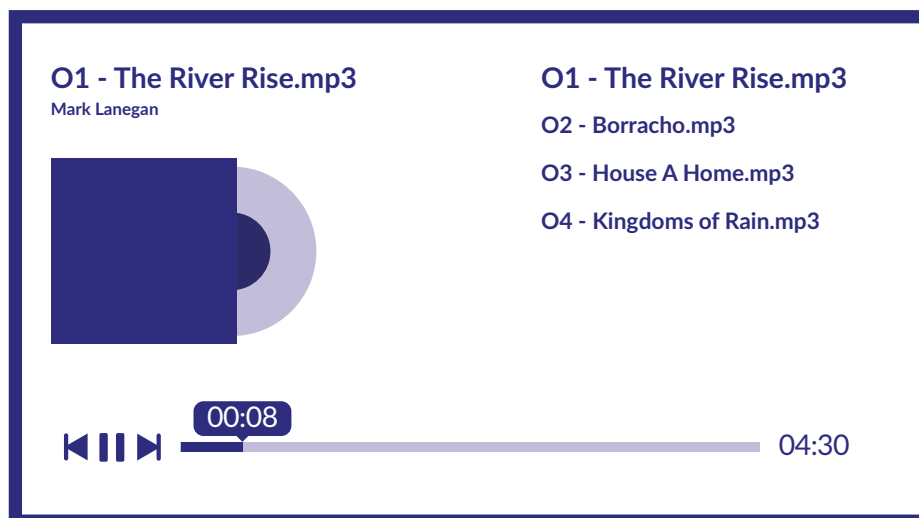 O1 - The River Rise.mp3
Mark Lanegan
O1 - The River Rise.mp3
O2 - Borracho.mp3
O3 - House A Home.mp3
O4 - Kingdoms of Rain.mp3
00:08
04:30